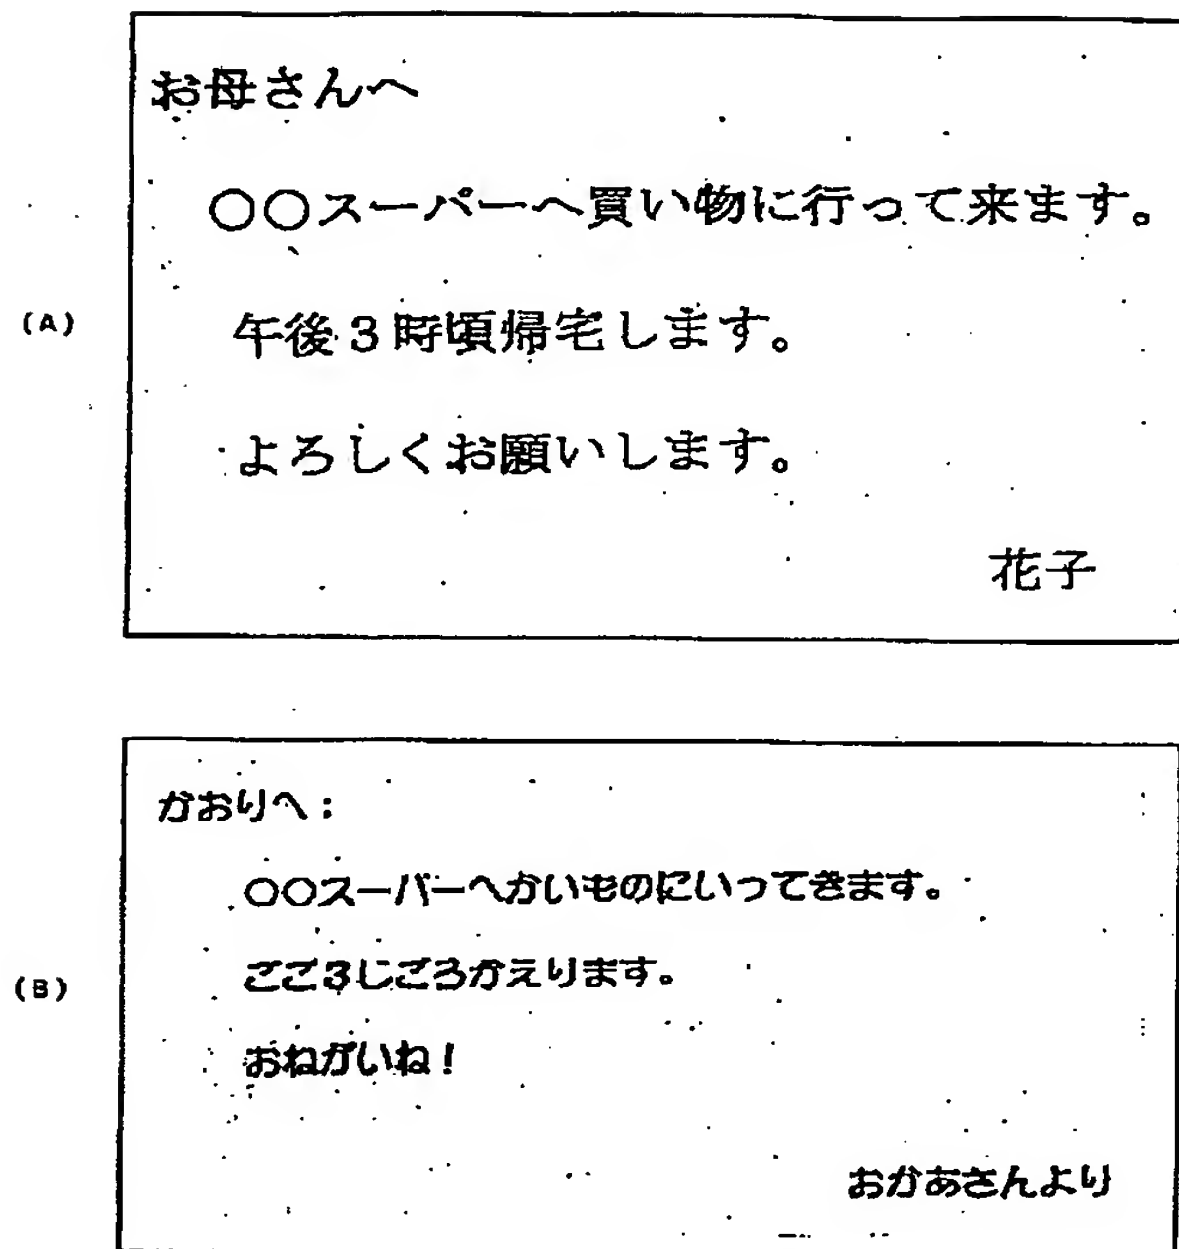 お母さんへ
○○スーパーへ買い物に行って来ます。
(A)
午後3時頃帰宅します。
よろしくお願いします。
花子
かおりへ：
○○スーパーへかいものにいってきます。
(B)
ごご3じごろかえります。
おねがいね！
おかあさんより